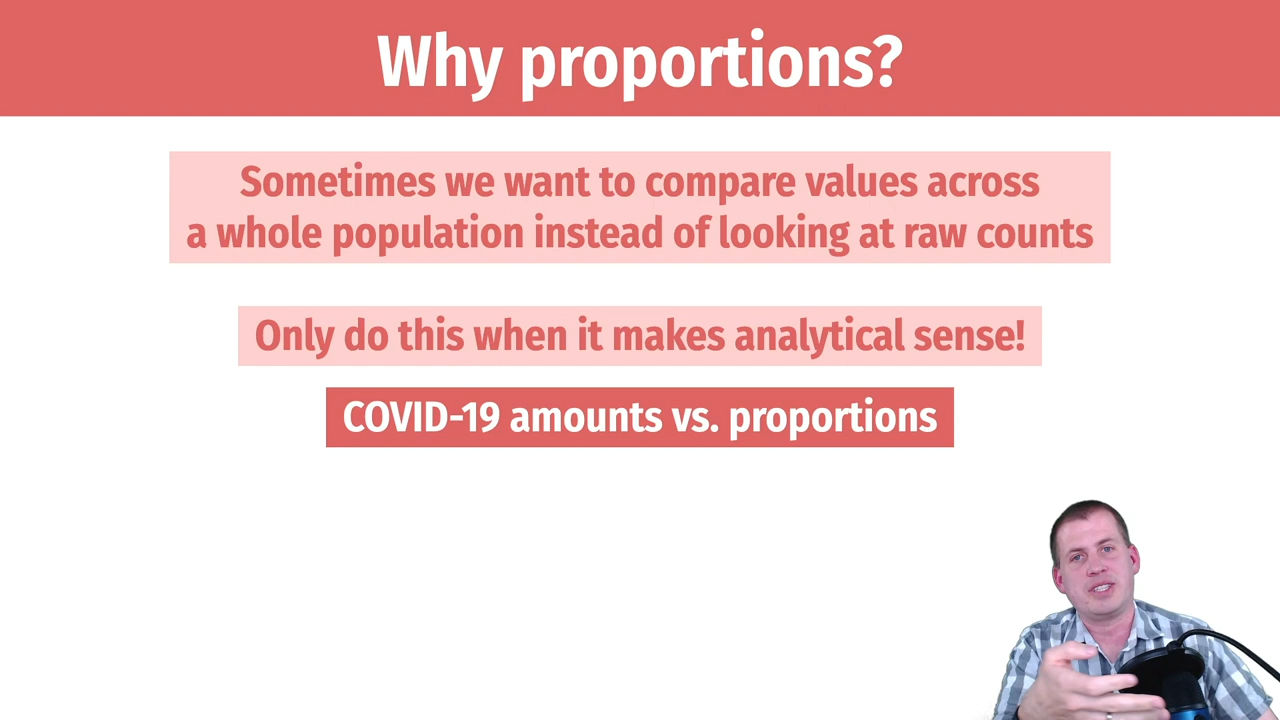 Why proportions?
Sometimes we want to compare values across
a whole population instead of looking at raw counts
Only do this when it makes analytical sense!
COVID-19 amounts vs. proportions